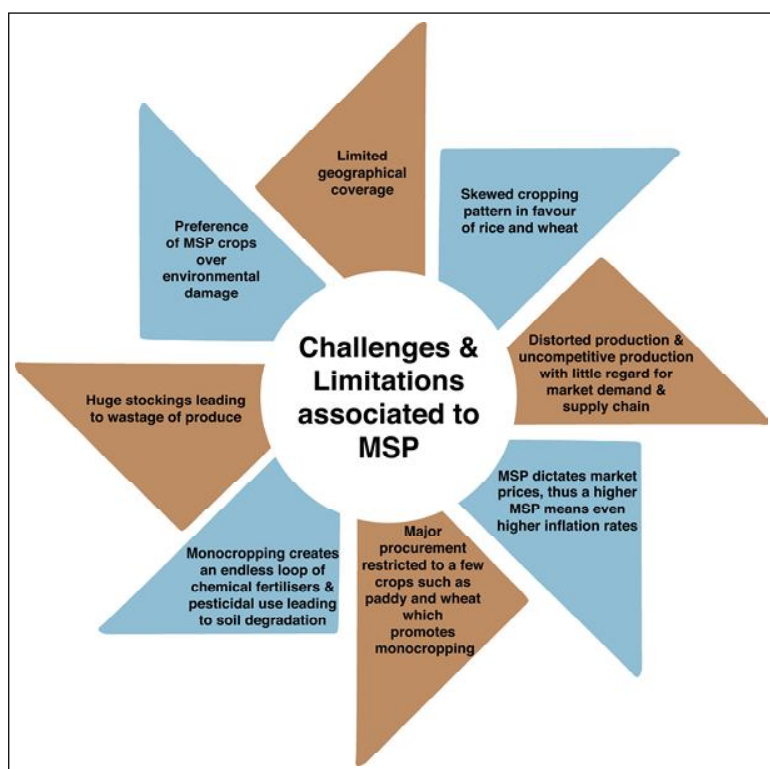 Limited
geographical
coverage
Skewed cropping
pattern in favour
of rice and wheat
Distorted production &
uncompetitive production
with little regard for
market demand &
supply chain
MSP dictates market
prices, thus a higher
MSP means even
higher inflation rates
Major
procurement
restricted to a few
crops such as
paddy and wheat
which
promotes
monocropping
Monocropping creates
an endless loop of
chemical fertilisers &
pesticidal use leading
to soil degradation
Huge stockings leading
to wastage of produce
Preference
of MSP crops
over
environmental
damage
Challenges &
Limitations
associated to
MSP